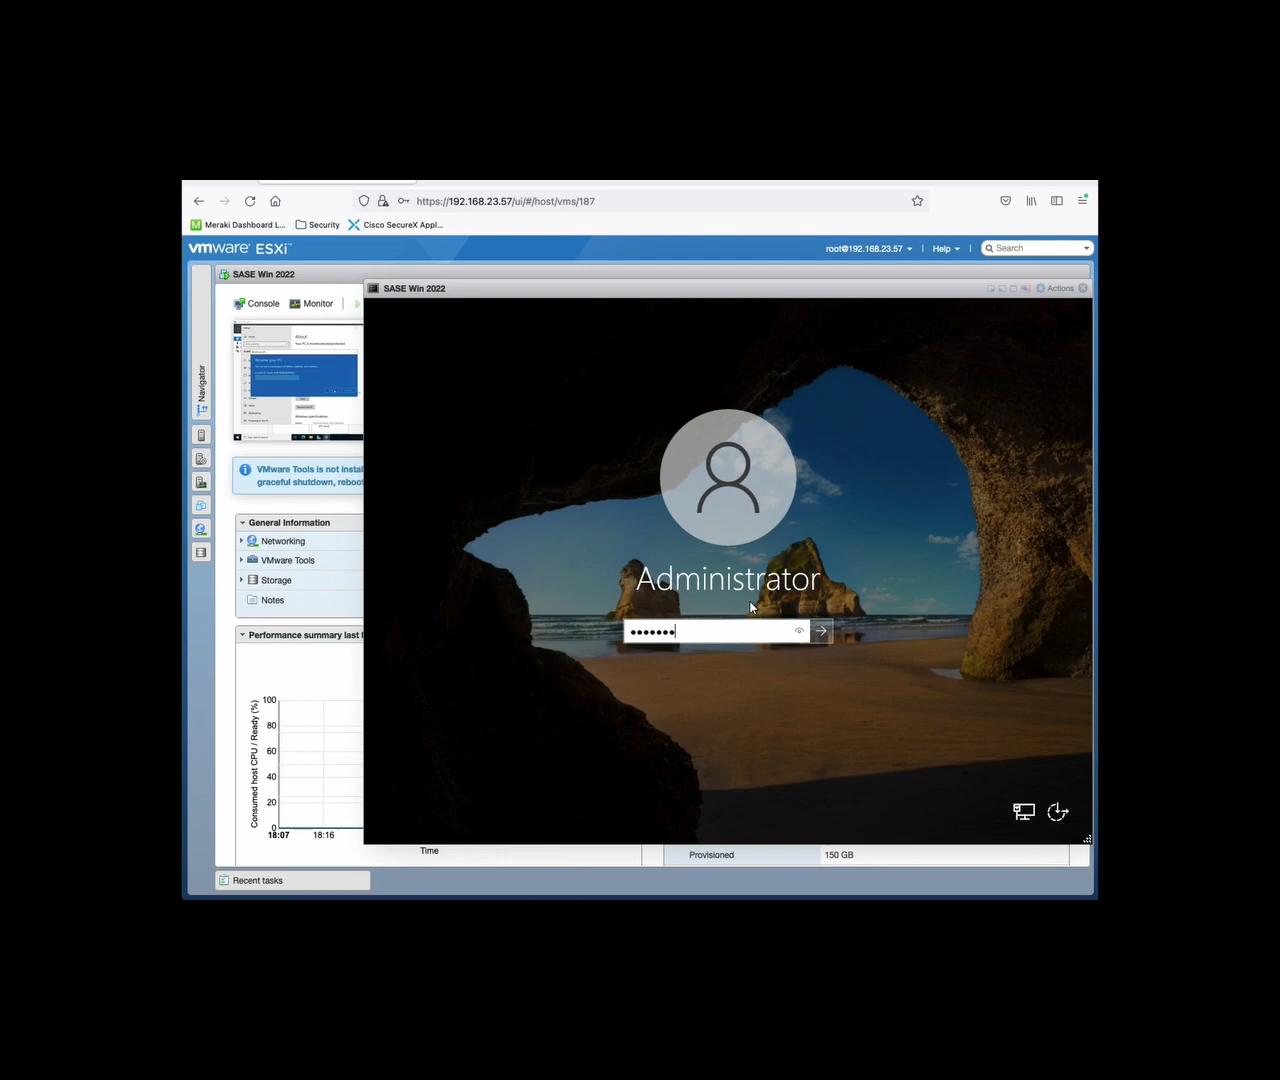 https://192.168.23.57/ui/#/host/vms/187
Meraki Dashboard L... Security Cisco SecureX Appl...
vmware ESXi
root@192.168.23.57 | Help | Search
SASE Win 2022
SASE Win 2022 Actions
Console Monitor
Navigator
About
VMware Tools is not instal
graceful shutdown, reboo
General Information
Networking
VMware Tools
Storage
Notes
Administrator
Performance summary last
Consumed host CPU / Ready (%)
100
80
60
40
20
0
18:07 18:16
Time
Provisioned 150 GB
Recent tasks